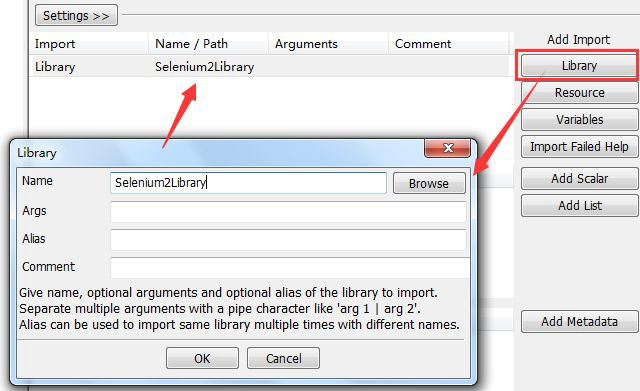 Settings >>
Import Name / Path Arguments Comment
Library Selenium2Library
Add Import
Library
Resource
Variables
Import Failed Help
Add Scalar
Add List
Add Metadata
Library
Name Selenium2Library Browse
Args
Alias
Comment
Give name, optional arguments and optional alias of the library to import.
Separate multiple arguments with a pipe character like 'arg 1 | arg 2'.
Alias can be used to import same library multiple times with different names.
OK Cancel